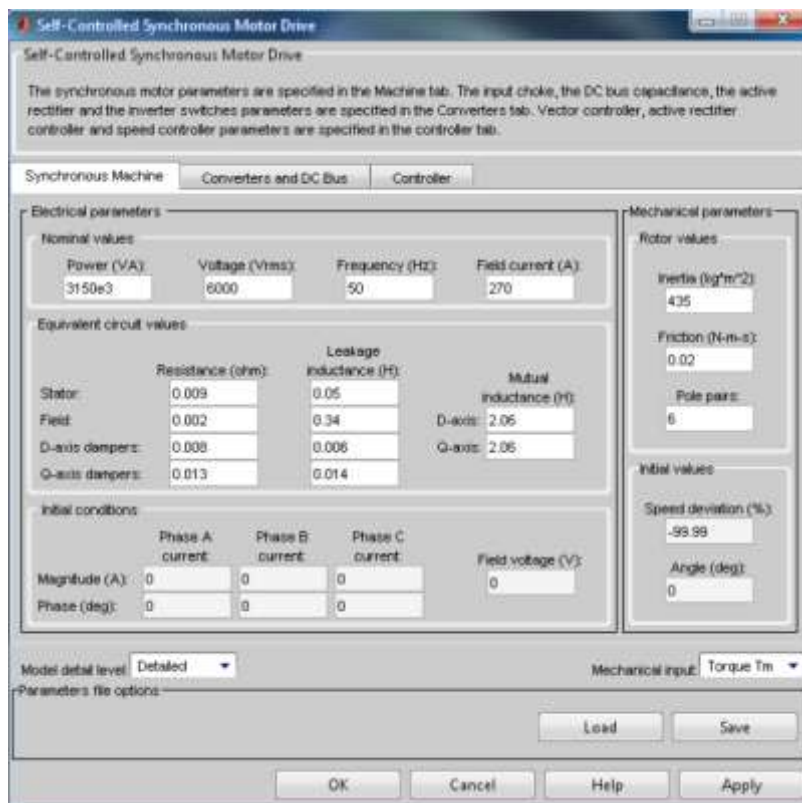 Self-Controlled Synchronous Motor Drive
Self-Controlled Synchronous Motor Drive
The synchronous motor parameters are specified in the Machine tab. The input choke, the DC bus capacitance, the active
rectifier and the inverter switches parameters are specified in the Converters tab. Vector controller, active rectifier
controller and speed controller parameters are specified in the controller tab.
Synchronous Machine Converters and DC Bus Controller
Electrical parameters
Nominal values
Power (VA): Voltage (Vrms): Frequency (Hz): Field current (A):
3150e3 6000 50 270
Equivalent circuit values
Resistance (ohm): Leakage inductance (H):
Stator: 0.009 0.05
Field: 0.002 0.34
D-axis dampers: 0.008 0.006
Q-axis dampers: 0.013 0.014
Mutual
inductance (H):
D-axis: 2.06
Q-axis: 2.06
Initial conditions
Phase A current: Phase B current: Phase C current:
Magnitude (A): 0 0 0
Phase (deg): 0 0 0
Field voltage (V):
0
Mechanical parameters
Rotor values
Inertia (kg*m^2):
435
Friction (N-m-s):
0.02
Pole pairs:
6
Initial values
Speed deviation (%):
-99.99
Angle (deg):
0
Model detail level: Detailed Mechanical input: Torque Tm
Parameters file options
Load Save
OK Cancel Help Apply